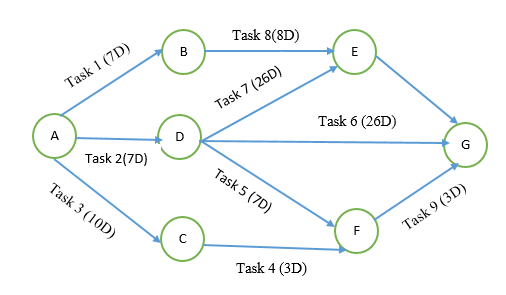 Task 8(8D)
B
E
Task 1 (7D)
Task 7 (26D)
Task 6 (26D)
A
D
G
Task 2(7D)
Task 5 (7D)
Task 3 (10D)
Task 9 (3D)
C
F
Task 4 (3D)